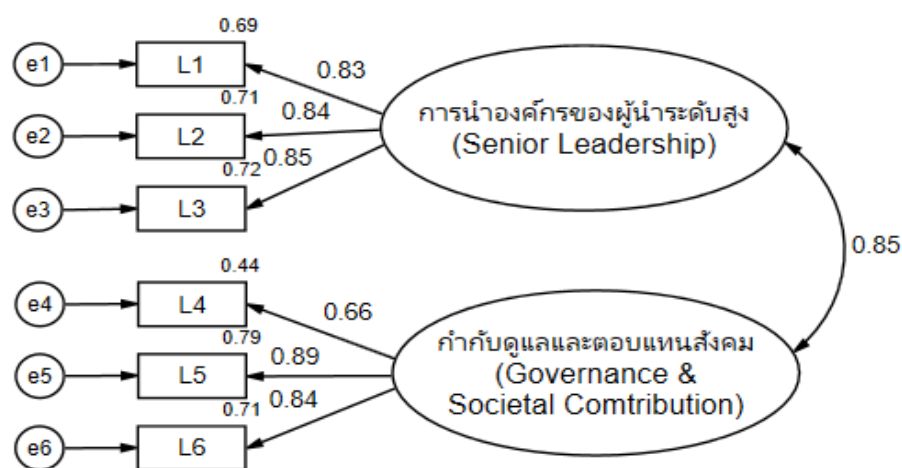 0.69
e1
L1
0.83
0.71
e2
L2
0.84
การนำองค์กรของผู้นำระดับสูง
(Senior Leadership)
0.72
0.85
e3
L3
0.85
0.44
e4
L4
0.66
0.79
e5
L5
0.89
กำกับดูแลและตอบแทนสังคม
(Governance &
Societal Comtribution)
0.71
0.84
e6
L6